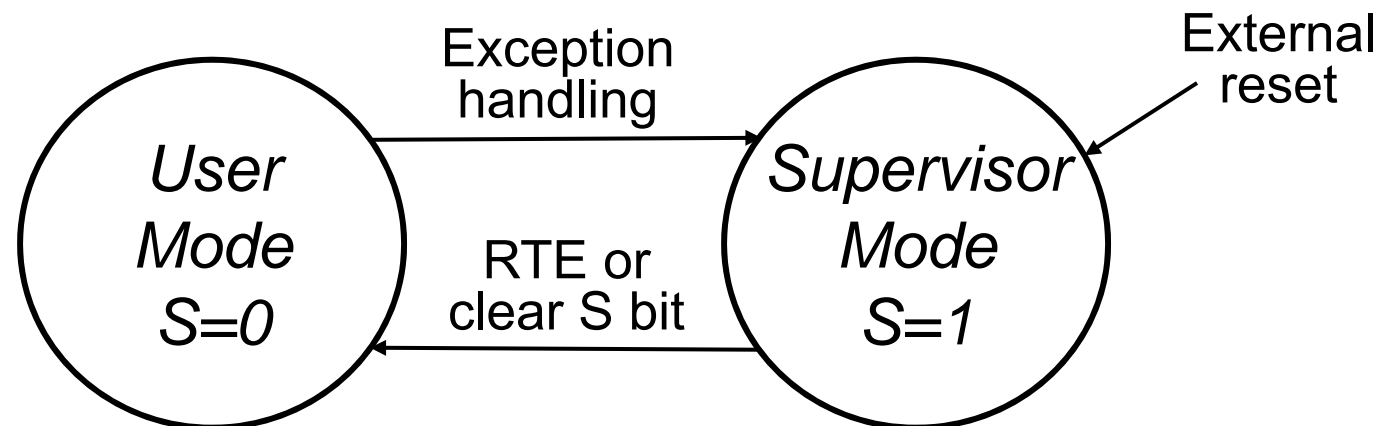 Exception
handling
External
reset
User
Mode
S=0
RTE or
clear S bit
Supervisor
Mode
S=1